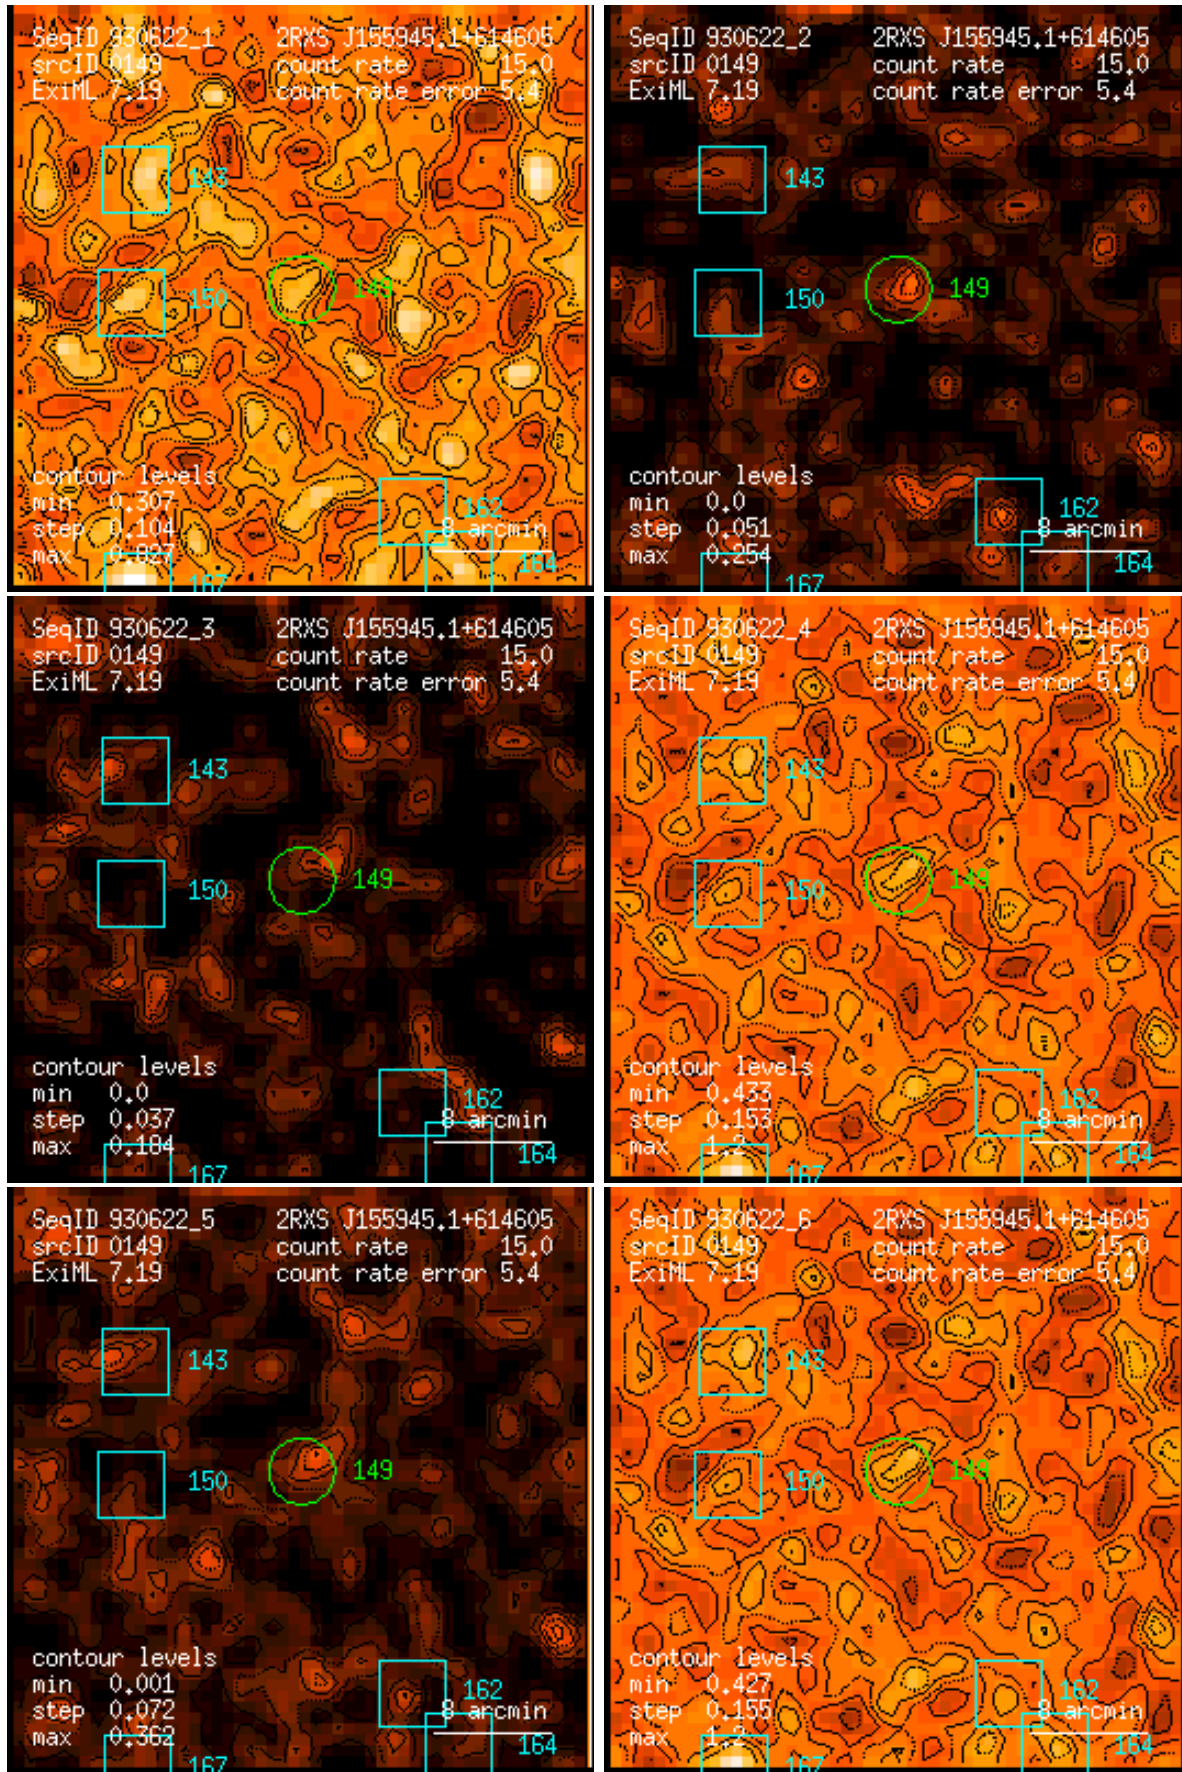 SeqID 930622_1 2RXS J155945.1+614605
srcID 0149 count rate 15.0
ExiML 7.19 count rate error 5.4
143
150 149
contour levels
min 0.307
step 0.104
max 0.827
162
8 arcmin
164
167
SeqID 930622_2 2RXS J155945.1+614605
srcID 0149 count rate 15.0
ExiML 7.19 count rate error 5.4
143
150 149
contour levels
min 0.0
step 0.051
max 0.254
162
8 arcmin
164
167
SeqID 930622_3 2RXS J155945.1+614605
srcID 0149 count rate 15.0
ExiML 7.19 count rate error 5.4
143
150 149
contour levels
min 0.0
step 0.037
max 0.184
162
8 arcmin
164
167
SeqID 930622_4 2RXS J155945.1+614605
srcID 0149 count rate 15.0
ExiML 7.19 count rate error 5.4
143
150 149
contour levels
min 0.433
step 0.153
max 1.2
162
8 arcmin
164
167
SeqID 930622_5 2RXS J155945.1+614605
srcID 0149 count rate 15.0
ExiML 7.19 count rate error 5.4
143
150 149
contour levels
min 0.001
step 0.072
max 0.362
162
8 arcmin
164
167
SeqID 930622_6 2RXS J155945.1+614605
srcID 0149 count rate 15.0
ExiML 7.19 count rate error 5.4
143
150 149
contour levels
min 0.427
step 0.155
max 1.2
162
8 arcmin
164
167